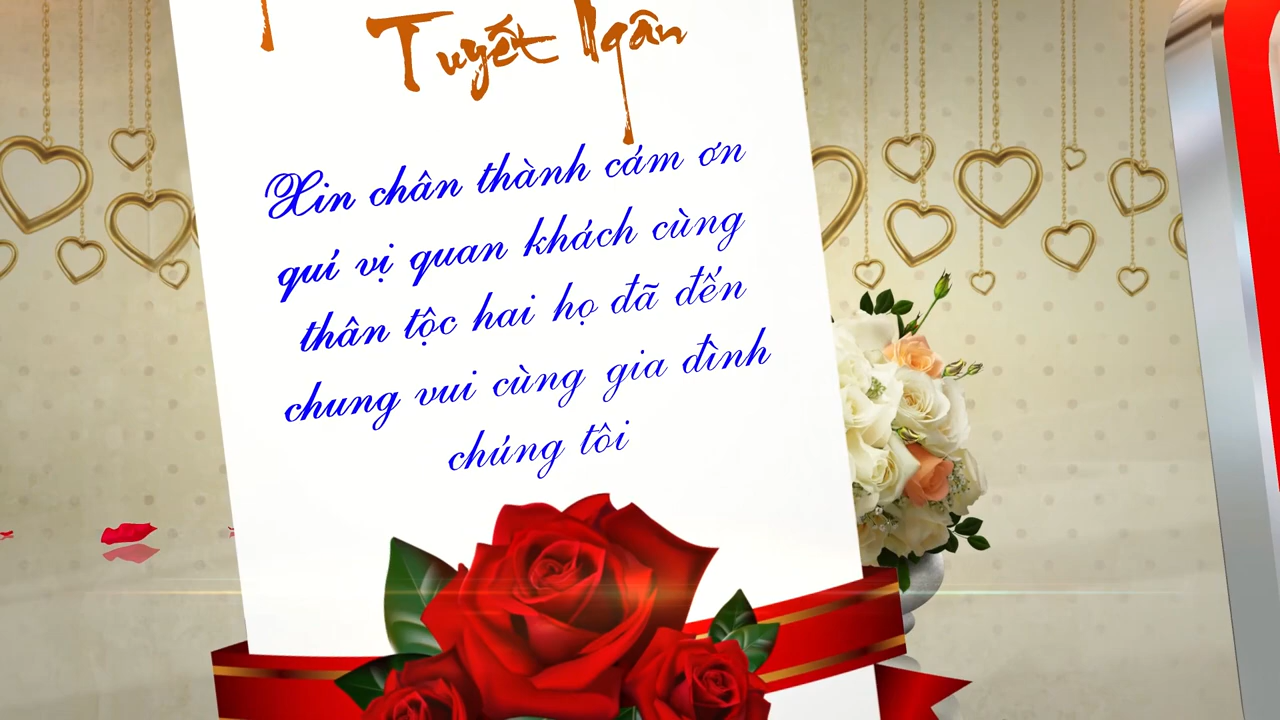 Tuyết Ngân
Xin chân thành cám ơn
quí vị quan khách cùng
thân tộc hai họ đã đến
chung vui cùng gia đình
chúng tôi